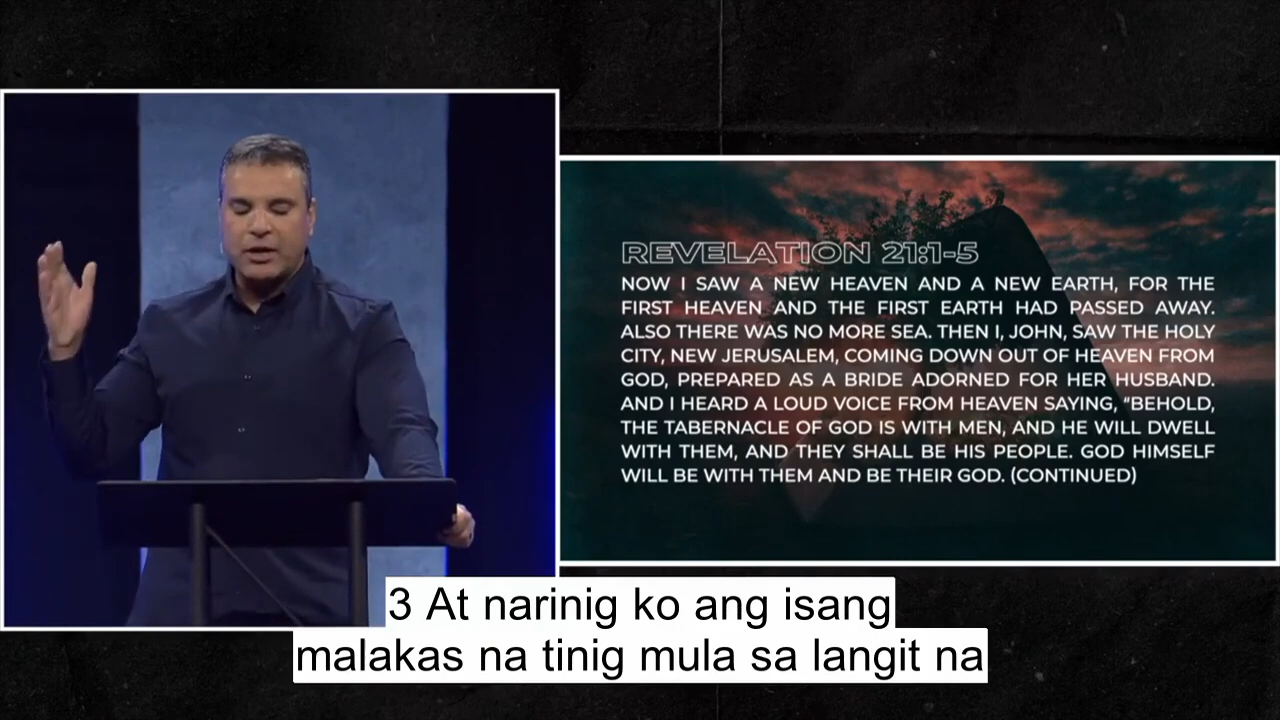 REVELATION 21:1-5
NOW I SAW A NEW HEAVEN AND A NEW EARTH, FOR THE
FIRST HEAVEN AND THE FIRST EARTH HAD PASSED AWAY.
ALSO THERE WAS NO MORE SEA. THEN I, JOHN, SAW THE HOLY
CITY, NEW JERUSALEM, COMING DOWN OUT OF HEAVEN FROM
GOD, PREPARED AS A BRIDE ADORNED FOR HER HUSBAND.
AND I HEARD A LOUD VOICE FROM HEAVEN SAYING, “BEHOLD,
THE TABERNACLE OF GOD IS WITH MEN, AND HE WILL DWELL
WITH THEM, AND THEY SHALL BE HIS PEOPLE. GOD HIMSELF
WILL BE WITH THEM AND BE THEIR GOD. (CONTINUED)
3 At narinig ko ang isang
malakas na tinig mula sa langit na